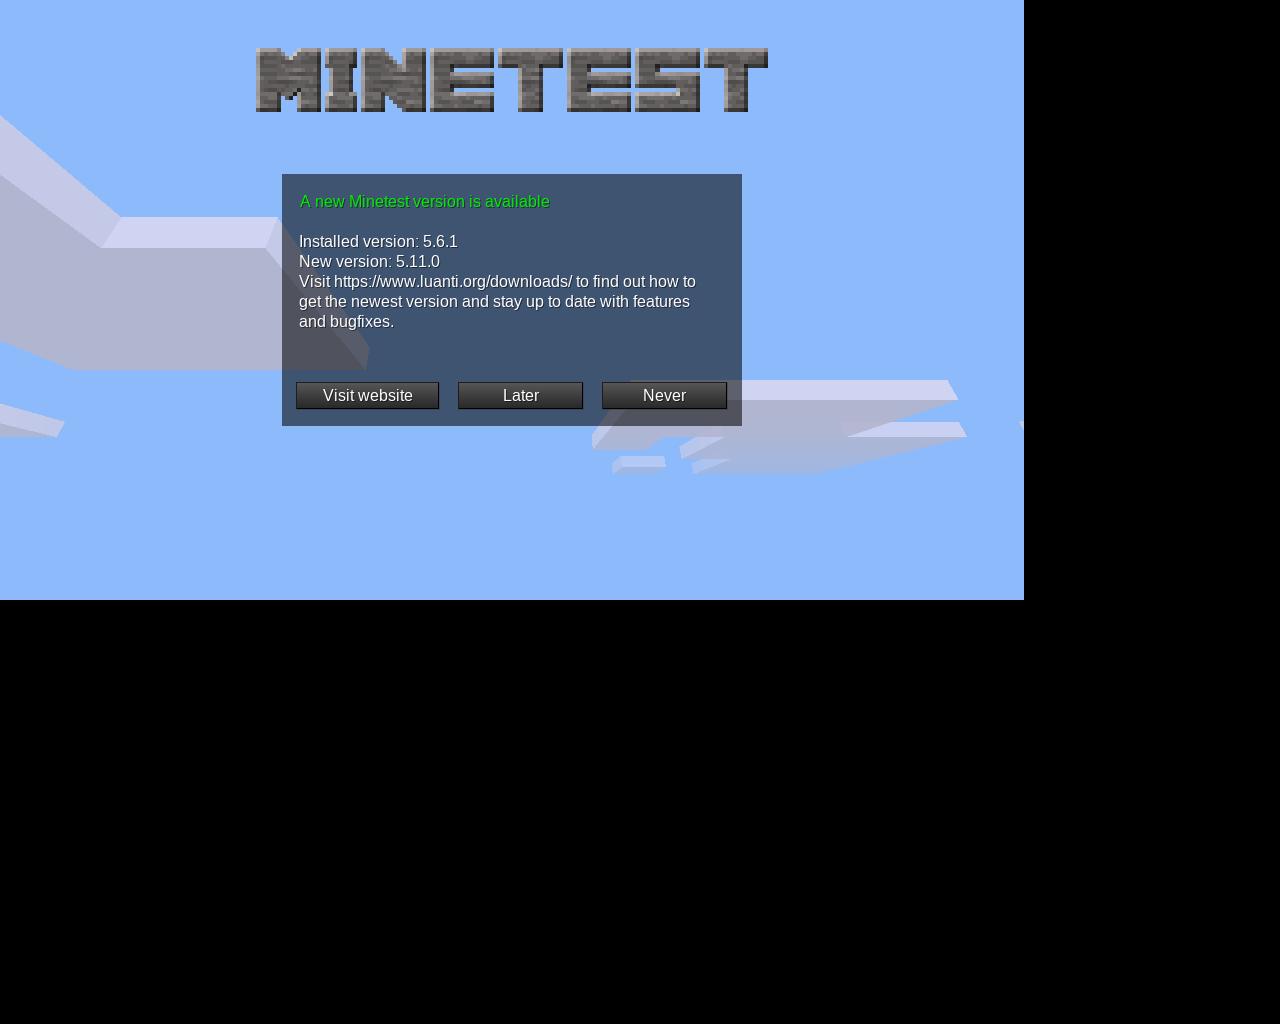 MINETEST
A new Minetest version is available
Installed version: 5.6.1
New version: 5.11.0
Visit https://www.luanti.org/downloads/ to find out how to
get the newest version and stay up to date with features
and bugfixes.
Visit website
Later
Never